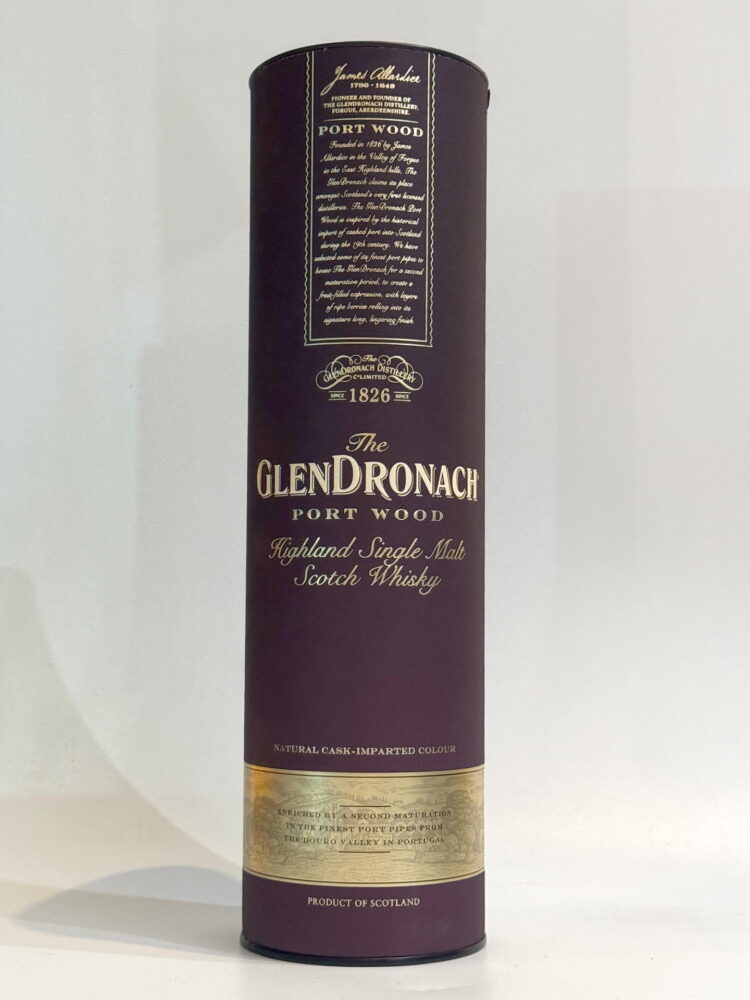 James Allardice
1780 - 1849
PIONEER AND FOUNDER OF
THE GLENDRONACH DISTILLERY,
FORGUE, ABERDEENSHIRE.
PORT WOOD
Founded in 1826 by James
Allardice in the Valley of Forgue
in the East Highland hills, The
GlenDronach claims its place
amongst Scotland's very first licensed
distilleries. The GlenDronach Port
Wood is inspired by the historical
import of casked port into Scotland
during the 19th century. We have
selected some of its finest port pipes to
house The GlenDronach for a second
maturation period, to create a
fruit-filled expression, with layers
of ripe berries rolling into its
signature long, lingering finish.
The
GLENDRONACH DISTILLERY
CO LIMITED
SINCE 1826 SINCE
The
GLENDRONACH
PORT WOOD
Highland Single Malt
Scotch Whisky
NATURAL CASK-IMPARTED COLOUR
ENRICHED BY A SECOND MATURATION
IN THE FINEST PORT PIPES FROM
THE DOURO VALLEY IN PORTUGAL
PRODUCT OF SCOTLAND